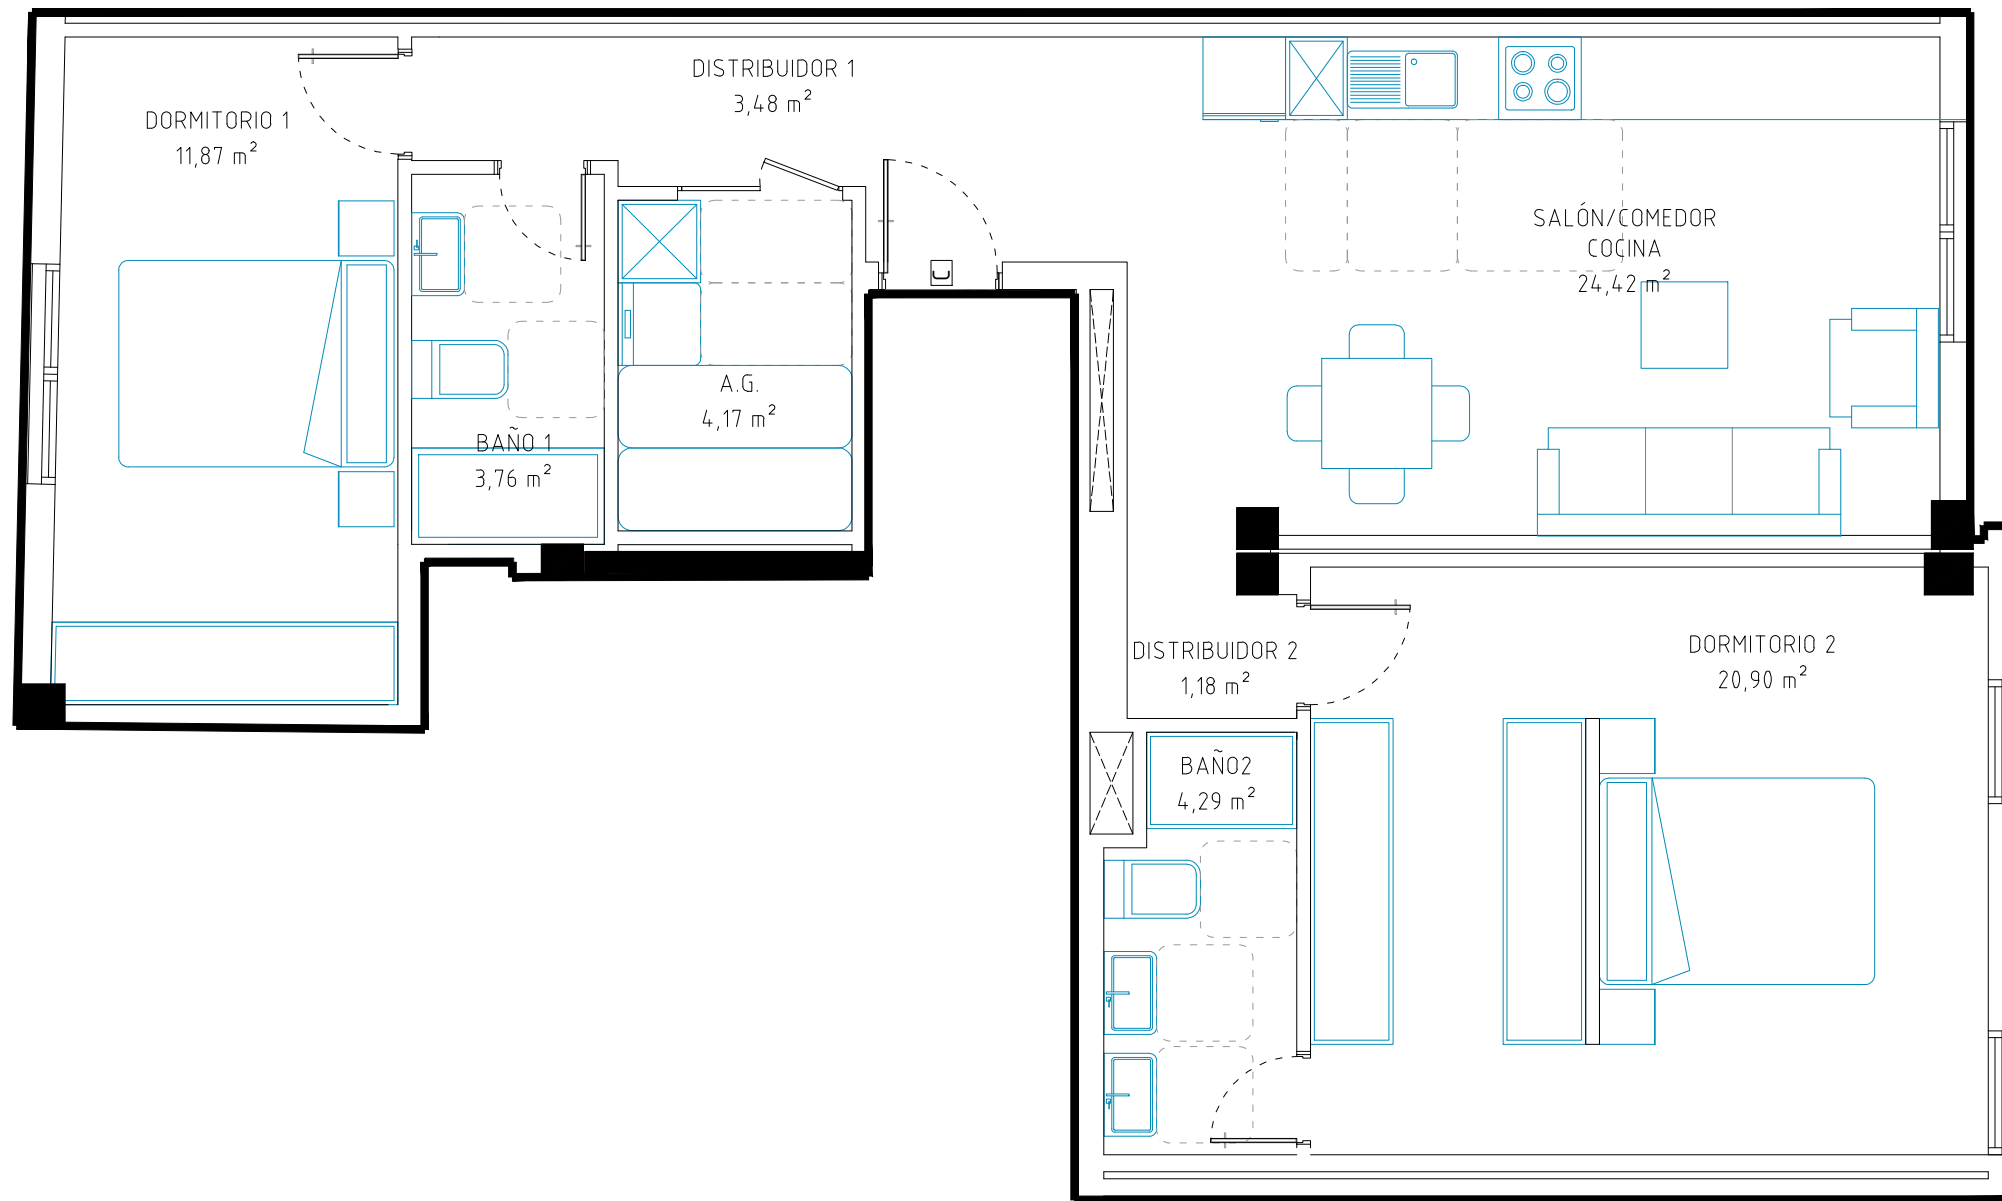 DISTRIBUIDOR 1
3,48 m²
DORMITORIO 1
11,87 m²
SALÓN/COMEDOR
COCINA
24,42 m²
A.G.
4,17 m²
BAÑO 1
3,76 m²
DISTRIBUIDOR 2
1,18 m²
DORMITORIO 2
20,90 m²
BAÑO2
4,29 m²